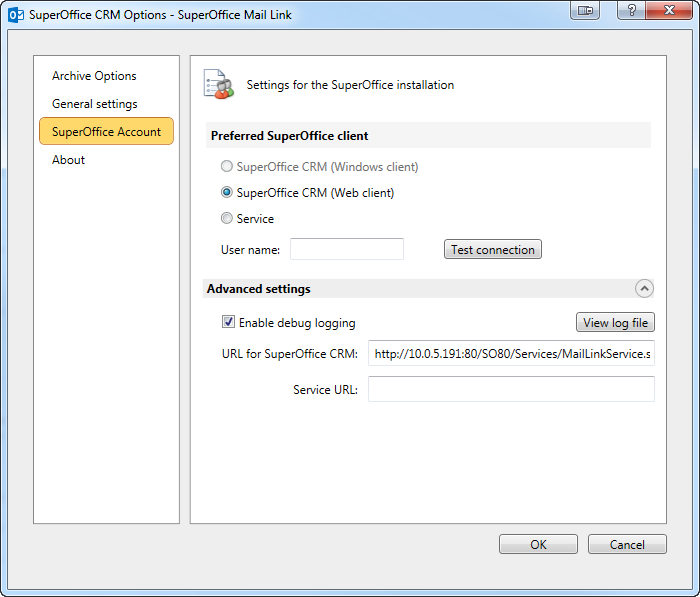 SuperOffice CRM Options - SuperOffice Mail Link
?
Archive Options
General settings
SuperOffice Account
About
Settings for the SuperOffice installation
Preferred SuperOffice client
SuperOffice CRM (Windows client)
SuperOffice CRM (Web client)
Service
User name:
Test connection
Advanced settings
Enable debug logging
View log file
URL for SuperOffice CRM: http://10.0.5.191:80/SO80/Services/MailLinkService.s
Service URL:
OK
Cancel